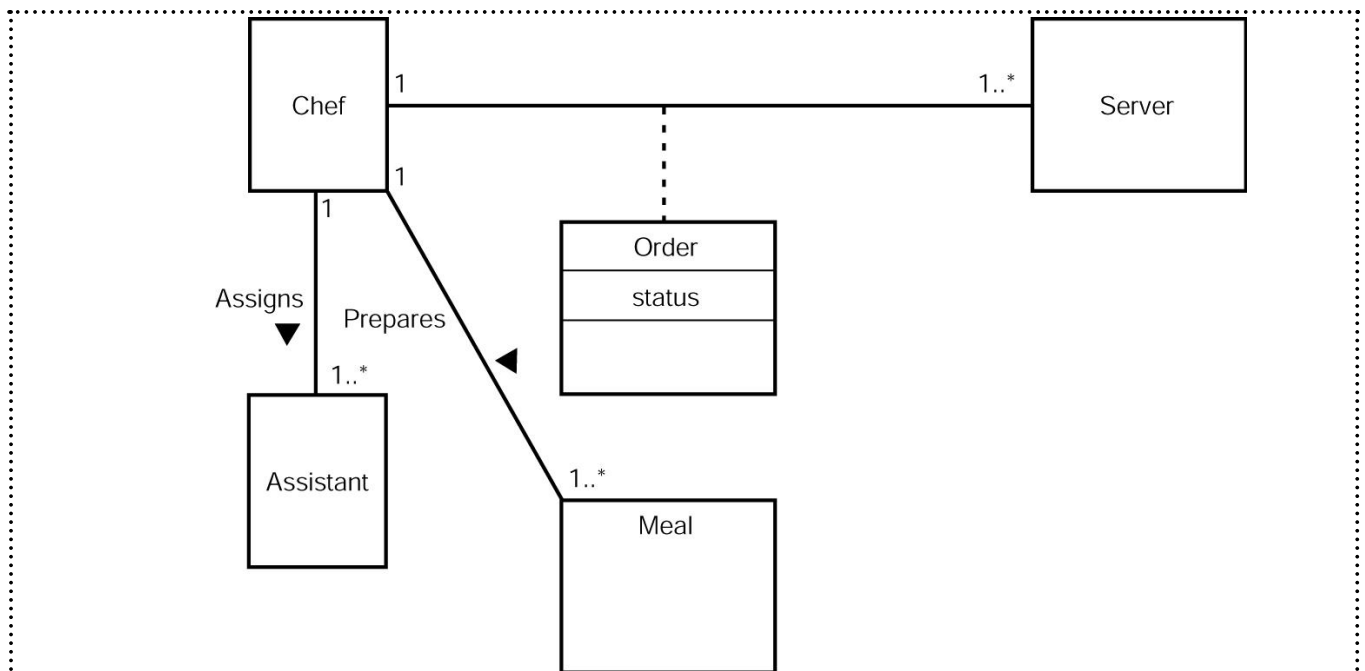 Chef
1
1..*
Server
1
1
Order
status
Assigns
Prepares
1..*
Assistant
1..*
Meal